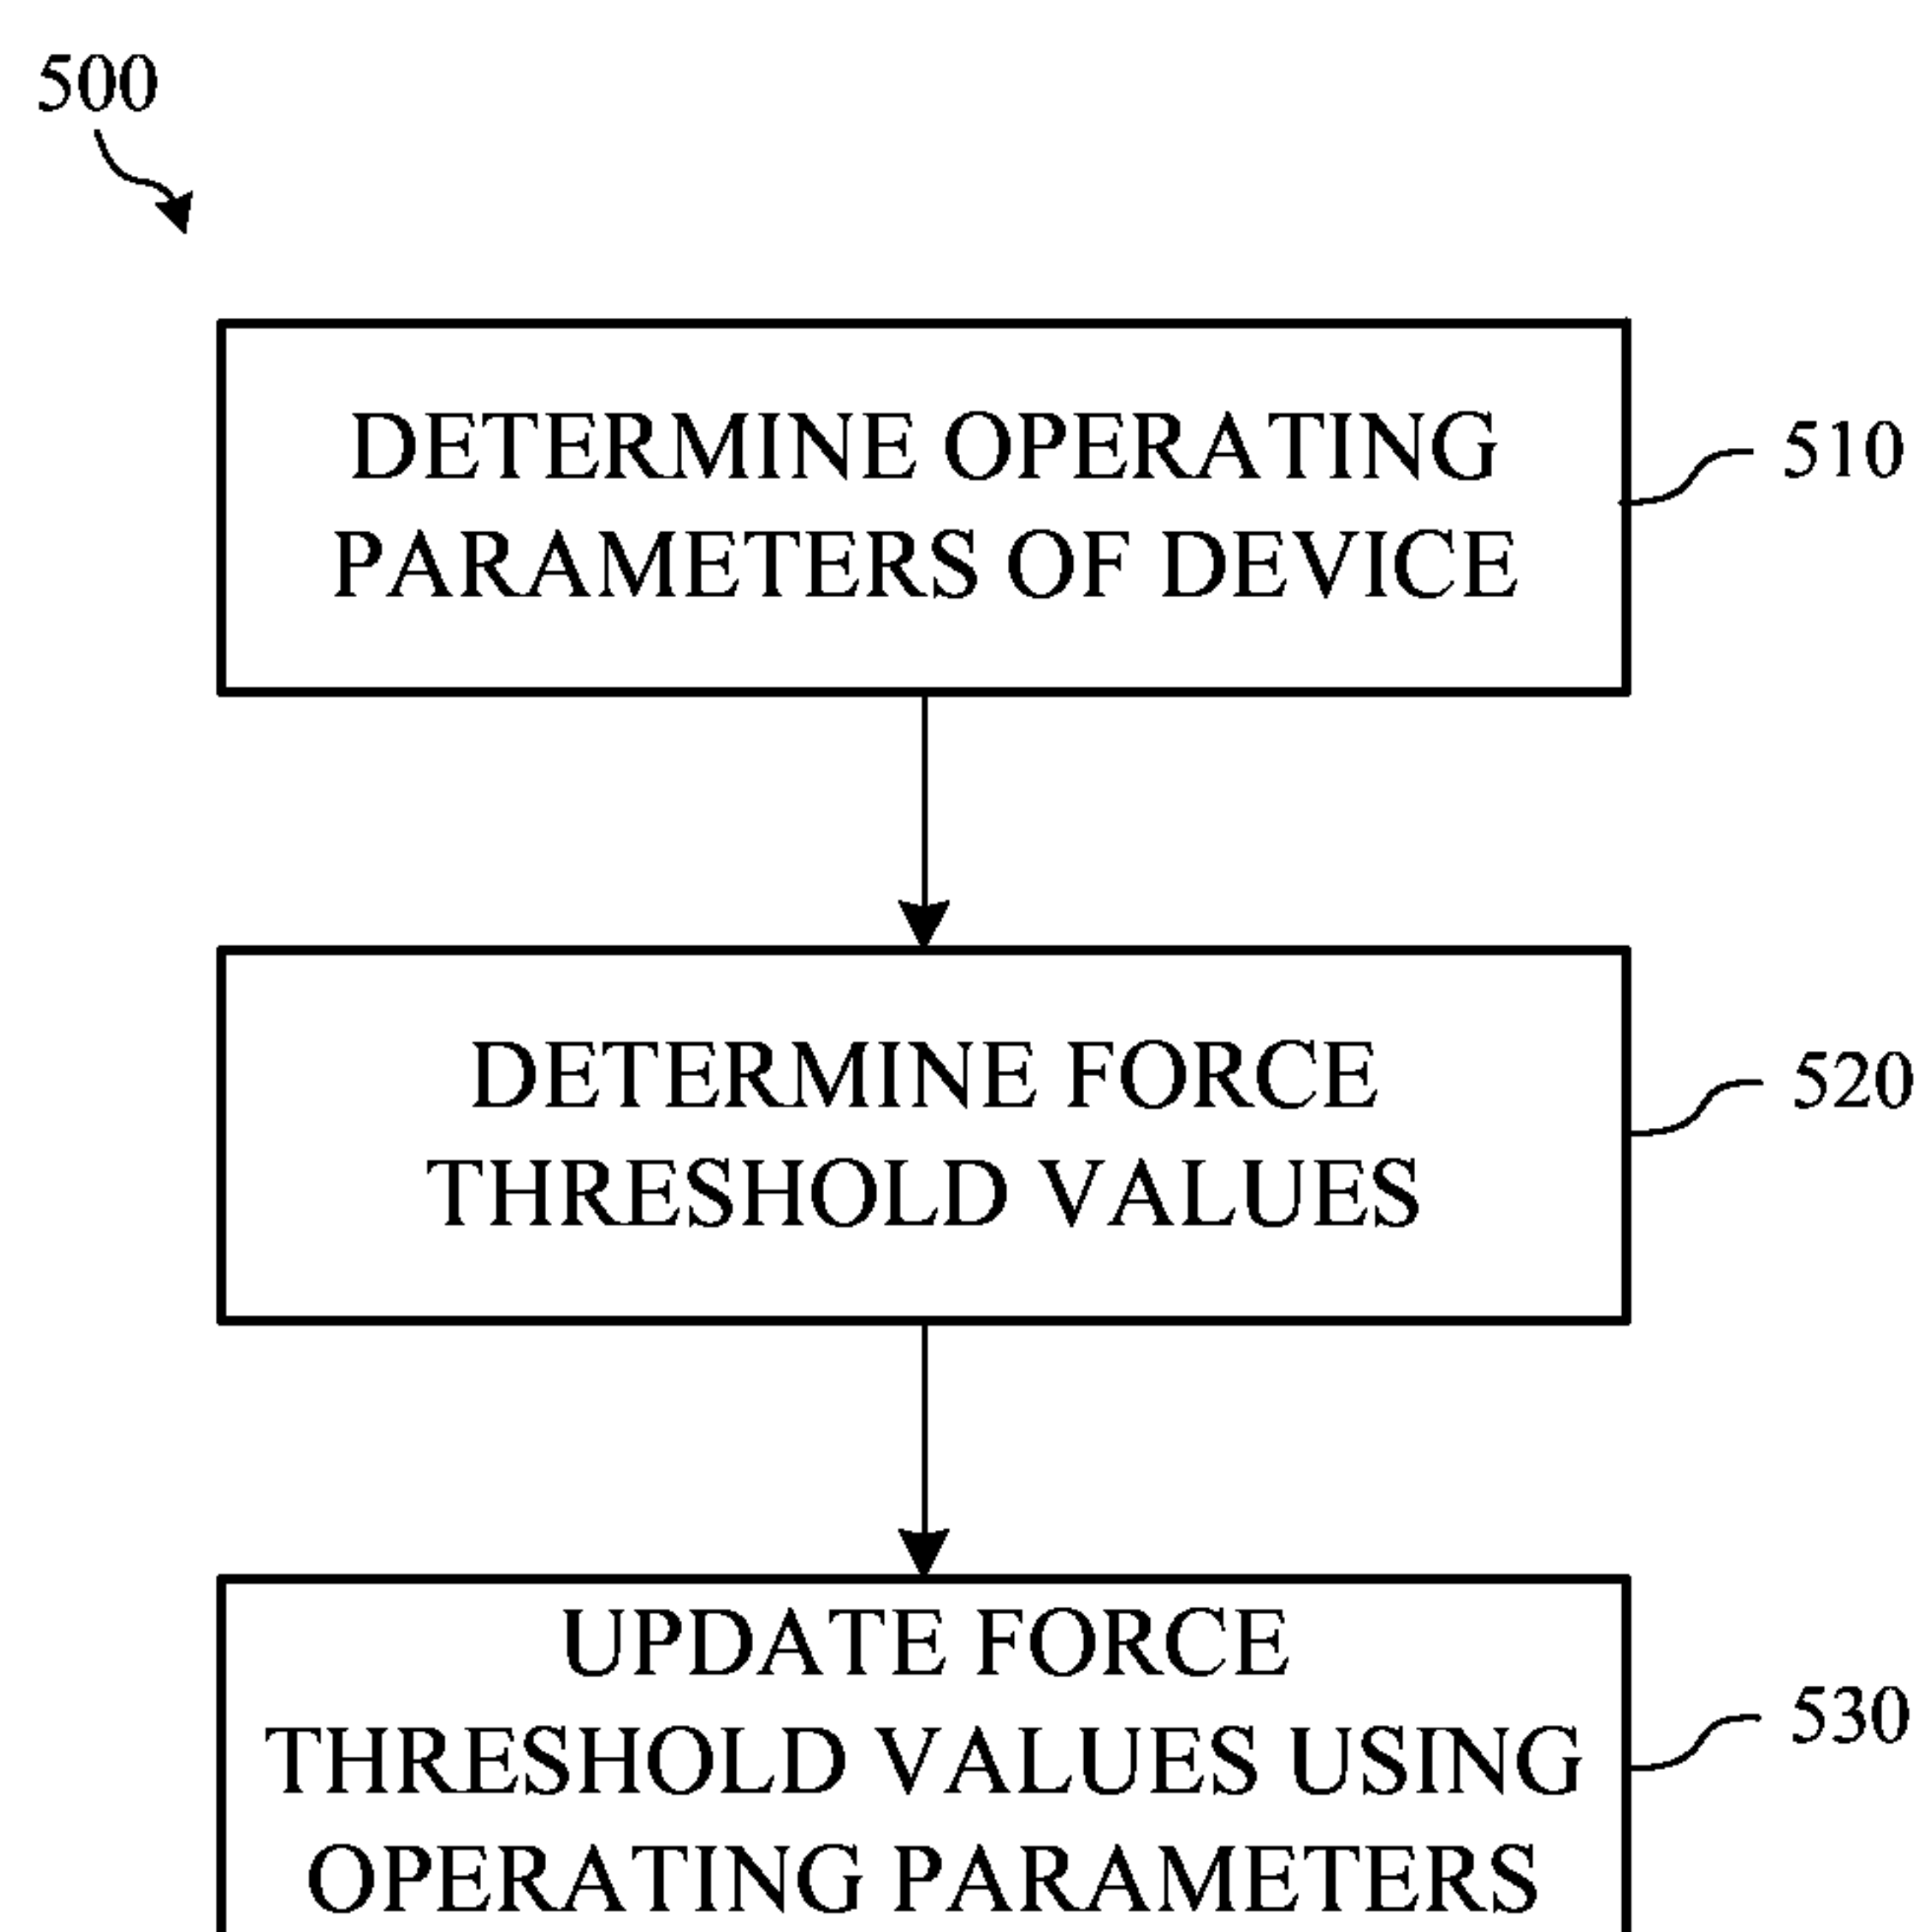 500
DETERMINE OPERATING
PARAMETERS OF DEVICE
510
DETERMINE FORCE
THRESHOLD VALUES
520
UPDATE FORCE
THRESHOLD VALUES USING
OPERATING PARAMETERS
530